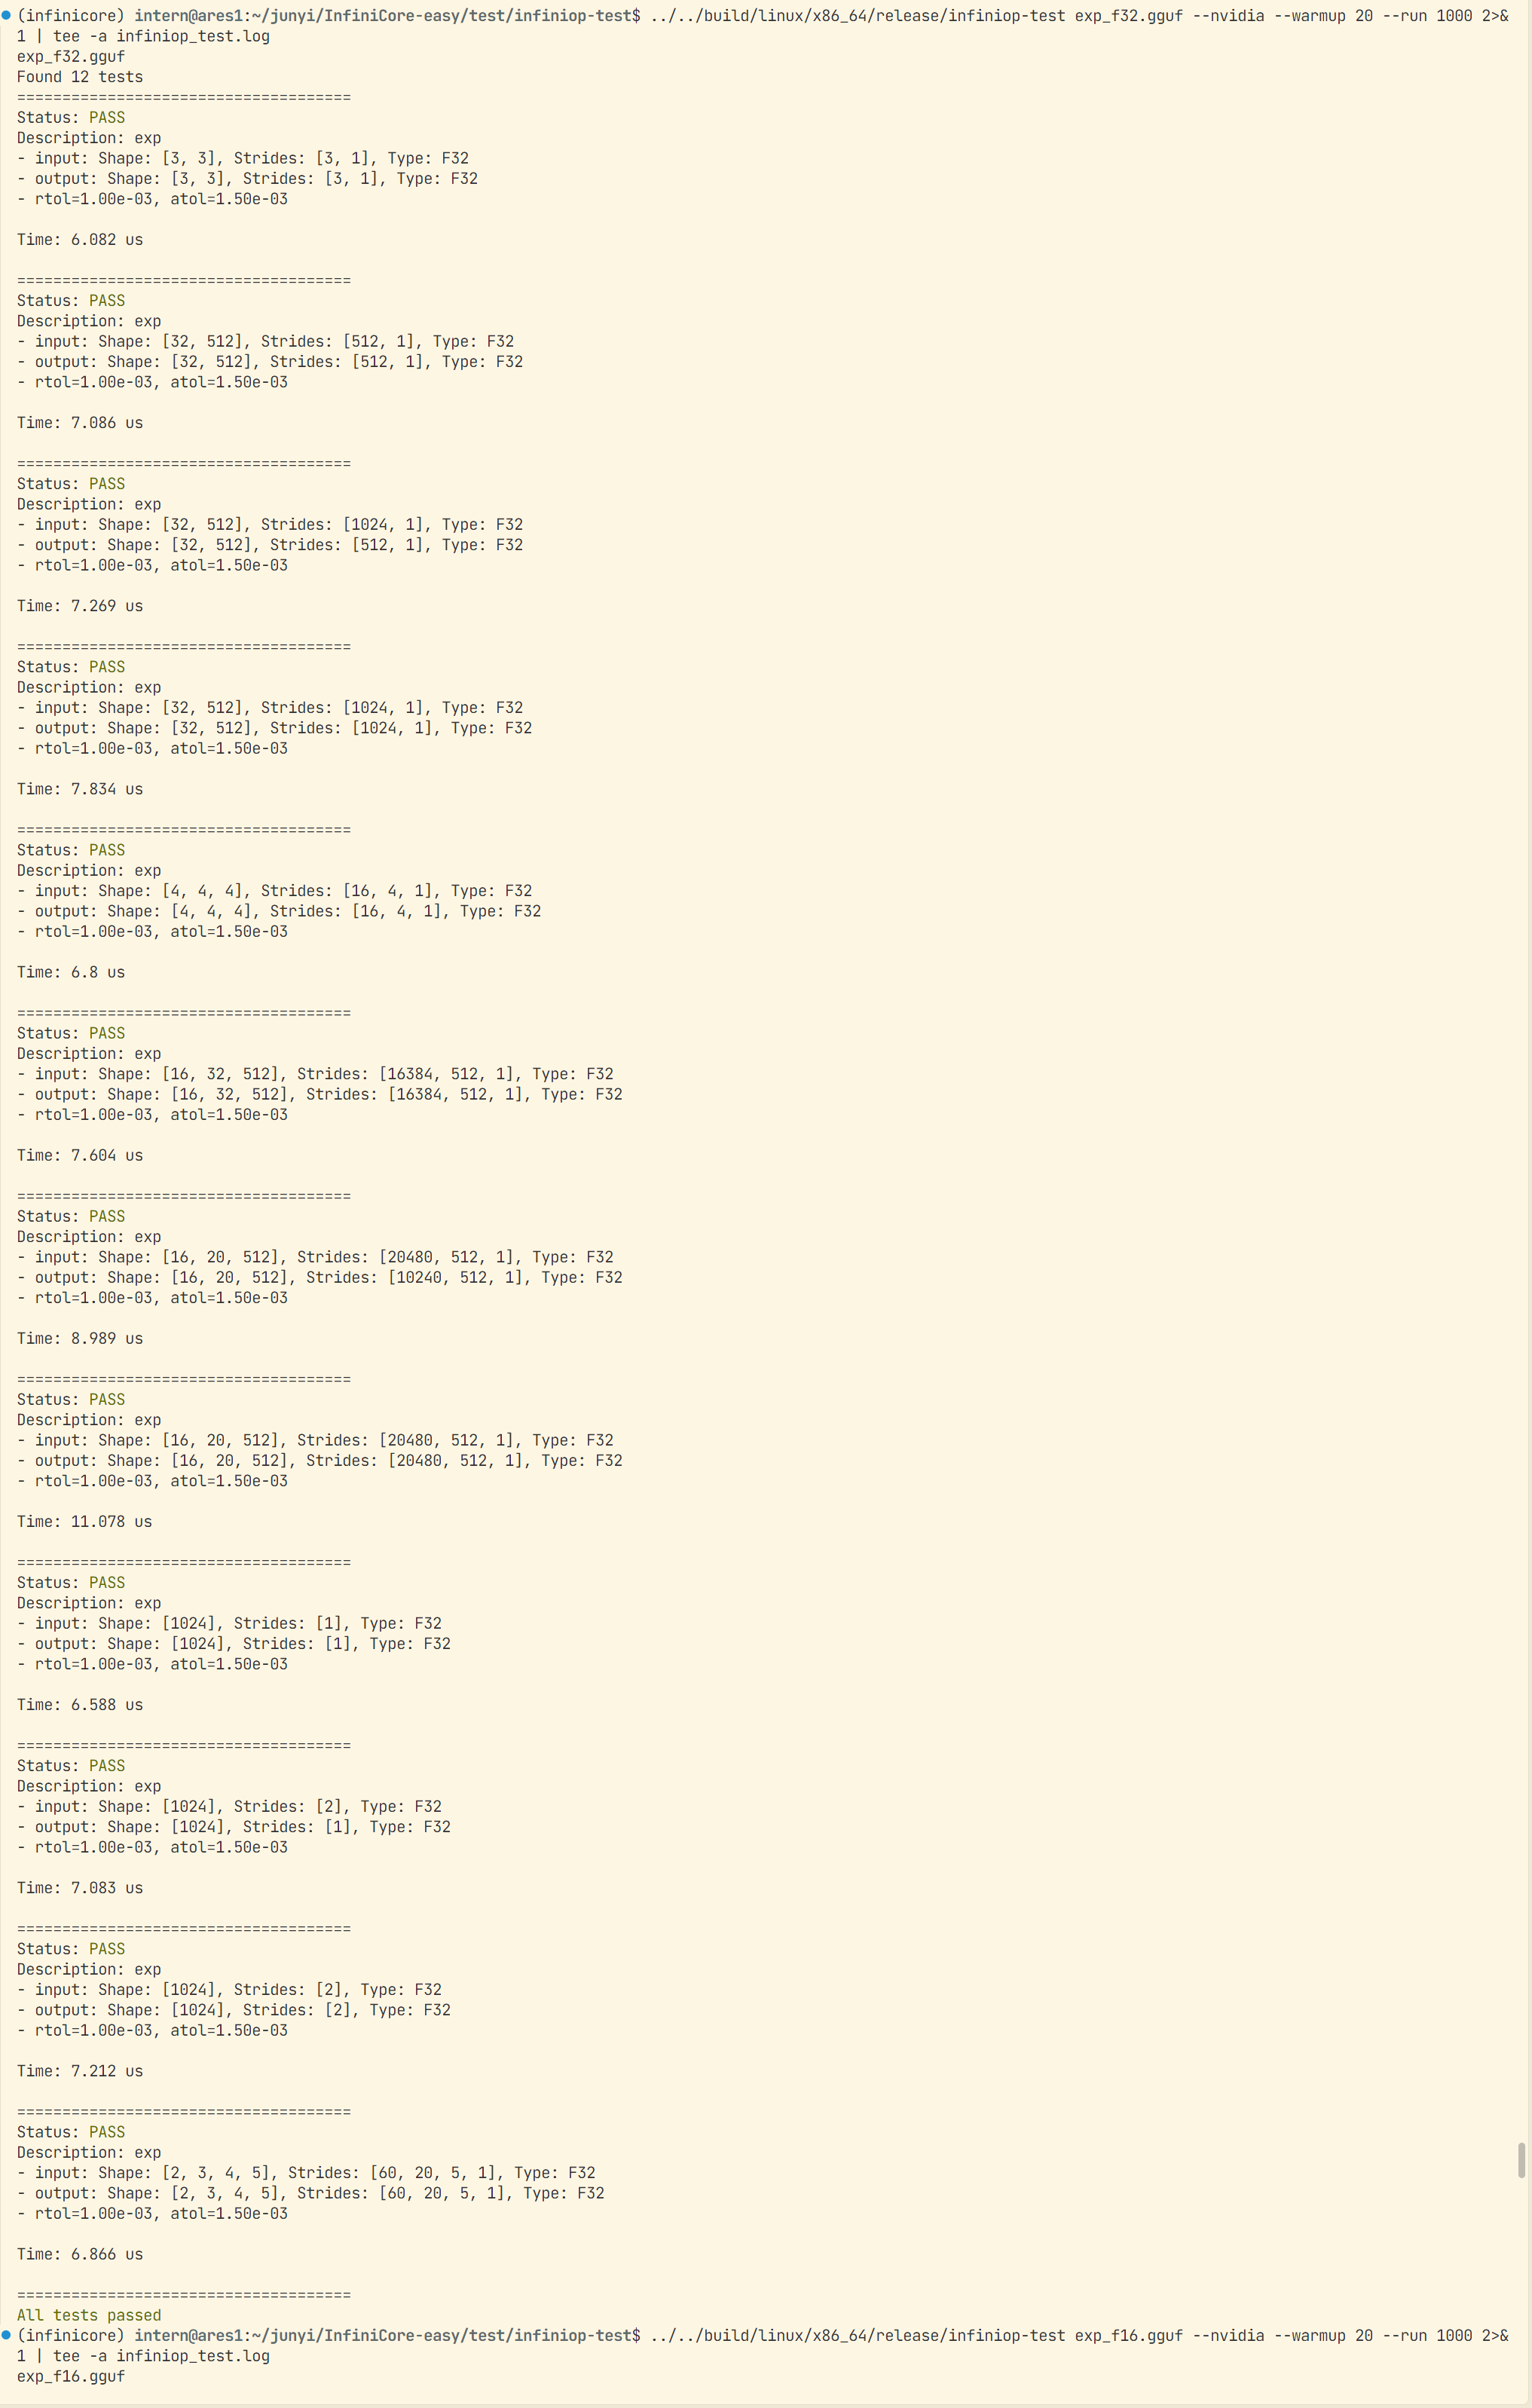 (infinicore) intern@ares1:~/junyi/InfiniCore-easy/test/infiniop-test$ ../../build/linux/x86_64/release/infiniop-test exp_f32.gguf --nvidia --warmup 20 --run 1000 2>&
1 | tee -a infiniop_test.log
exp_f32.gguf
Found 12 tests
=====================================
Status: PASS
Description: exp
- input: Shape: [3, 3], Strides: [3, 1], Type: F32
- output: Shape: [3, 3], Strides: [3, 1], Type: F32
- rtol=1.00e-03, atol=1.50e-03
Time: 6.082 us
=====================================
Status: PASS
Description: exp
- input: Shape: [32, 512], Strides: [512, 1], Type: F32
- output: Shape: [32, 512], Strides: [512, 1], Type: F32
- rtol=1.00e-03, atol=1.50e-03
Time: 7.086 us
=====================================
Status: PASS
Description: exp
- input: Shape: [32, 512], Strides: [1024, 1], Type: F32
- output: Shape: [32, 512], Strides: [512, 1], Type: F32
- rtol=1.00e-03, atol=1.50e-03
Time: 7.269 us
=====================================
Status: PASS
Description: exp
- input: Shape: [32, 512], Strides: [1024, 1], Type: F32
- output: Shape: [32, 512], Strides: [1024, 1], Type: F32
- rtol=1.00e-03, atol=1.50e-03
Time: 7.834 us
=====================================
Status: PASS
Description: exp
- input: Shape: [4, 4, 4], Strides: [16, 4, 1], Type: F32
- output: Shape: [4, 4, 4], Strides: [16, 4, 1], Type: F32
- rtol=1.00e-03, atol=1.50e-03
Time: 6.8 us
=====================================
Status: PASS
Description: exp
- input: Shape: [16, 32, 512], Strides: [16384, 512, 1], Type: F32
- output: Shape: [16, 32, 512], Strides: [16384, 512, 1], Type: F32
- rtol=1.00e-03, atol=1.50e-03
Time: 7.604 us
=====================================
Status: PASS
Description: exp
- input: Shape: [16, 20, 512], Strides: [20480, 512, 1], Type: F32
- output: Shape: [16, 20, 512], Strides: [10240, 512, 1], Type: F32
- rtol=1.00e-03, atol=1.50e-03
Time: 8.989 us
=====================================
Status: PASS
Description: exp
- input: Shape: [16, 20, 512], Strides: [20480, 512, 1], Type: F32
- output: Shape: [16, 20, 512], Strides: [20480, 512, 1], Type: F32
- rtol=1.00e-03, atol=1.50e-03
Time: 11.078 us
=====================================
Status: PASS
Description: exp
- input: Shape: [1024], Strides: [1], Type: F32
- output: Shape: [1024], Strides: [1], Type: F32
- rtol=1.00e-03, atol=1.50e-03
Time: 6.588 us
=====================================
Status: PASS
Description: exp
- input: Shape: [1024], Strides: [2], Type: F32
- output: Shape: [1024], Strides: [1], Type: F32
- rtol=1.00e-03, atol=1.50e-03
Time: 7.083 us
=====================================
Status: PASS
Description: exp
- input: Shape: [1024], Strides: [2], Type: F32
- output: Shape: [1024], Strides: [2], Type: F32
- rtol=1.00e-03, atol=1.50e-03
Time: 7.212 us
=====================================
Status: PASS
Description: exp
- input: Shape: [2, 3, 4, 5], Strides: [60, 20, 5, 1], Type: F32
- output: Shape: [2, 3, 4, 5], Strides: [60, 20, 5, 1], Type: F32
- rtol=1.00e-03, atol=1.50e-03
Time: 6.866 us
=====================================
All tests passed
(infinicore) intern@ares1:~/junyi/InfiniCore-easy/test/infiniop-test$ ../../build/linux/x86_64/release/infiniop-test exp_f16.gguf --nvidia --warmup 20 --run 1000 2>&
1 | tee -a infiniop_test.log
exp_f16.gguf